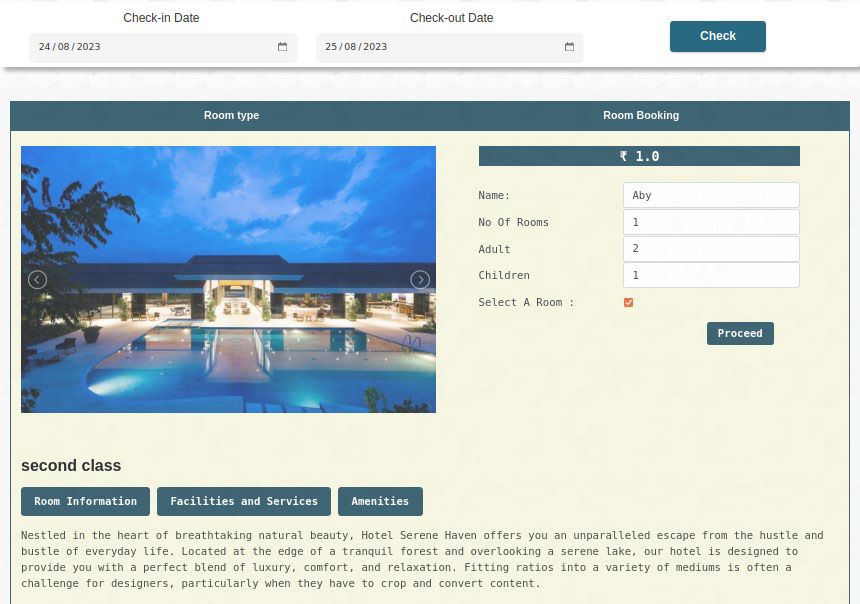 Check-in Date
Check-out Date
24/08/2023
25/08/2023
Check
Room type
Room Booking
₹ 1.0
Name:
Aby
No Of Rooms
1
Adult
2
Children
1
Select A Room :
Proceed
second class
Room Information
Facilities and Services
Amenities
Nestled in the heart of breathtaking natural beauty, Hotel Serene Haven offers you an unparalleled escape from the hustle and
bustle of everyday life. Located at the edge of a tranquil forest and overlooking a serene lake, our hotel is designed to
provide you with a perfect blend of luxury, comfort, and relaxation. Fitting ratios into a variety of mediums is often a
challenge for designers, particularly when they have to crop and convert content.